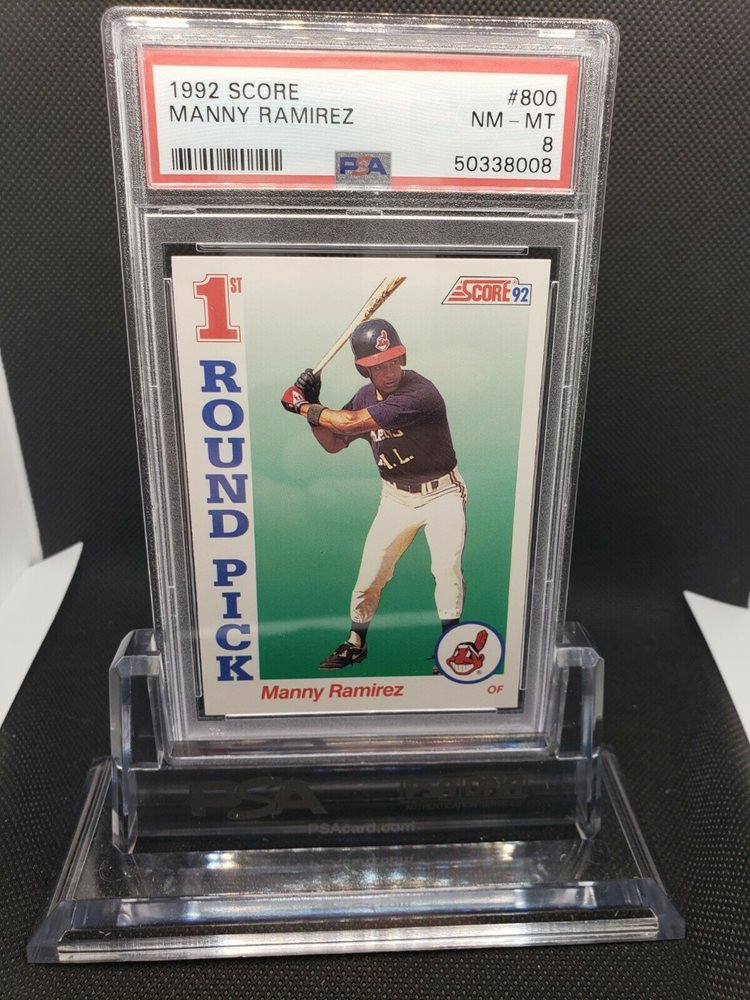 1992 SCORE #800
MANNY RAMIREZ NM - MT
8
PSA 50338008
1ST
ROUND PICK
SCORE 92
Manny Ramirez
OF
PSA
PSAcard.com